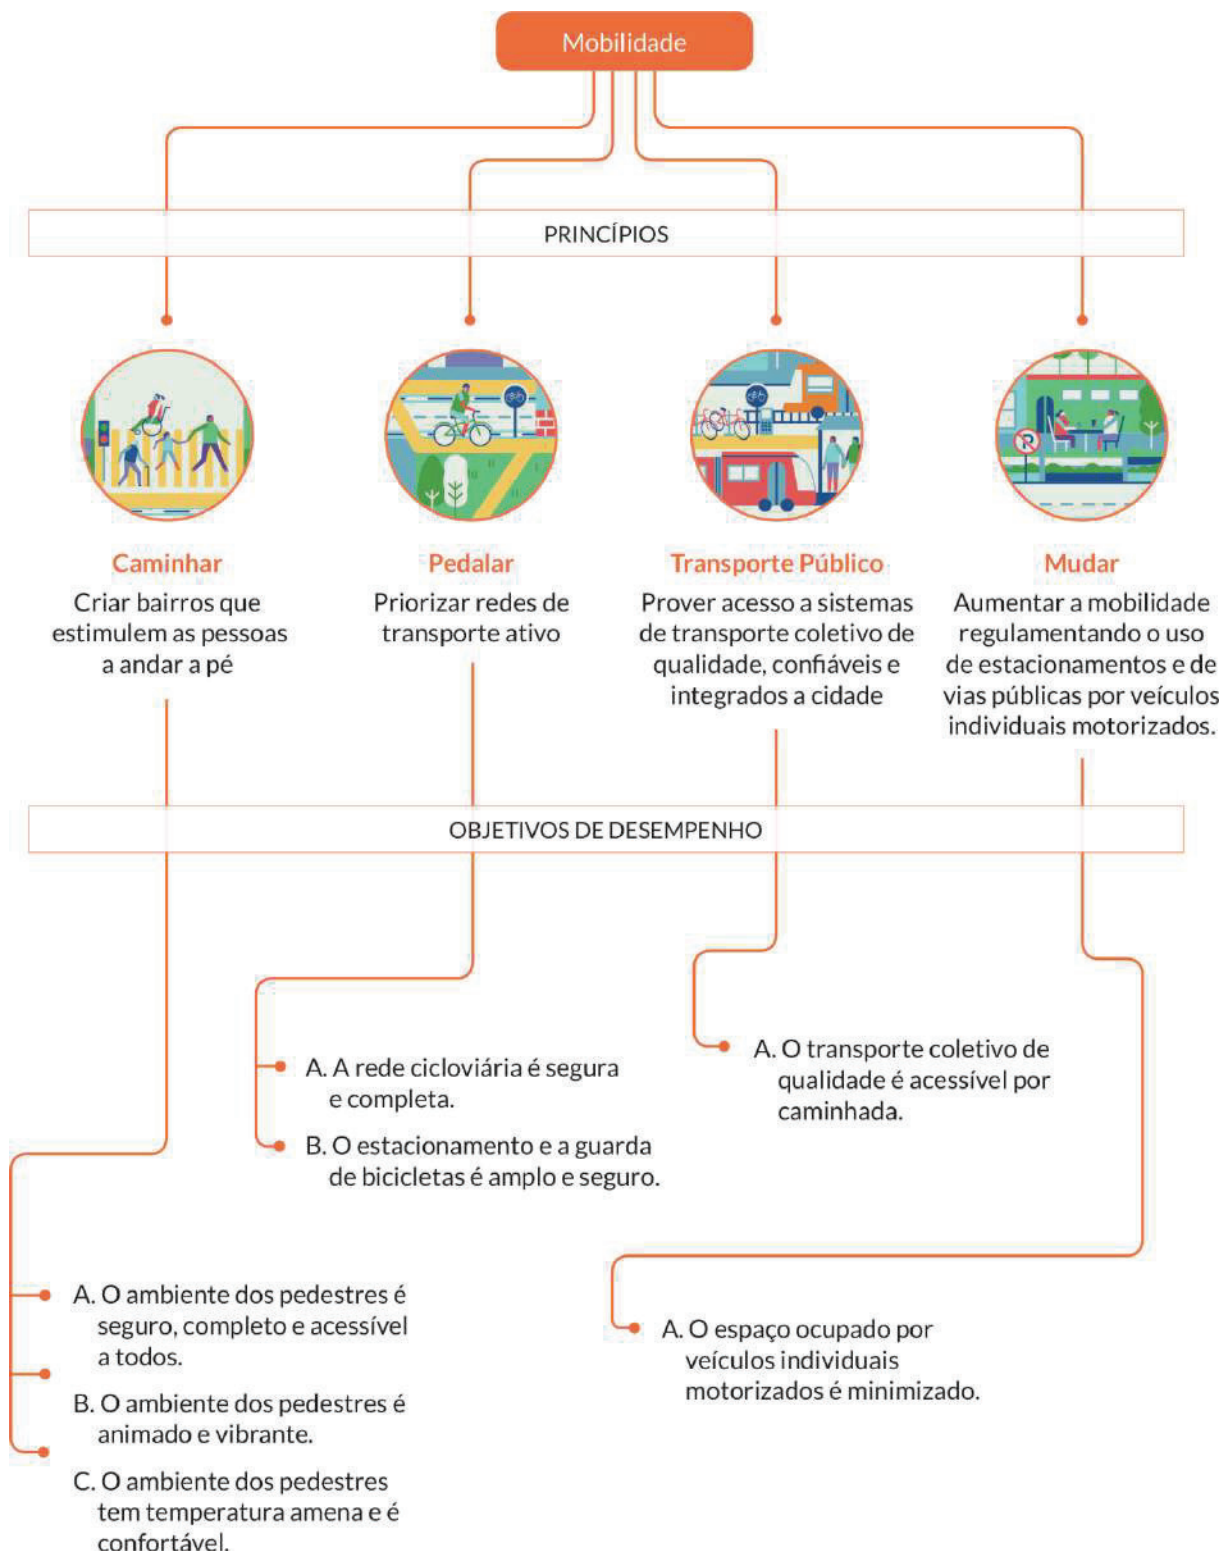 Mobilidade
PRINCÍPIOS
Caminhar
Criar bairros que
estimulem as pessoas
a andar a pé
Pedalar
Priorizar redes de
transporte ativo
Transporte Público
Prover acesso a sistemas
de transporte coletivo de
qualidade, confiáveis e
integrados a cidade
Mudar
Aumentar a mobilidade
regulamentando o uso
de estacionamentos e de
vias públicas por veículos
individuais motorizados.
OBJETIVOS DE DESEMPENHO
A. A rede cicloviária é segura
e completa.
B. O estacionamento e a guarda
de bicicletas é amplo e seguro.
A. O transporte coletivo de
qualidade é acessível por
caminhada.
A. O ambiente dos pedestres é
seguro, completo e acessível
a todos.
B. O ambiente dos pedestres é
animado e vibrante.
C. O ambiente dos pedestres
tem temperatura amena e é
confortável.
A. O espaço ocupado por
veículos individuais
motorizados é minimizado.